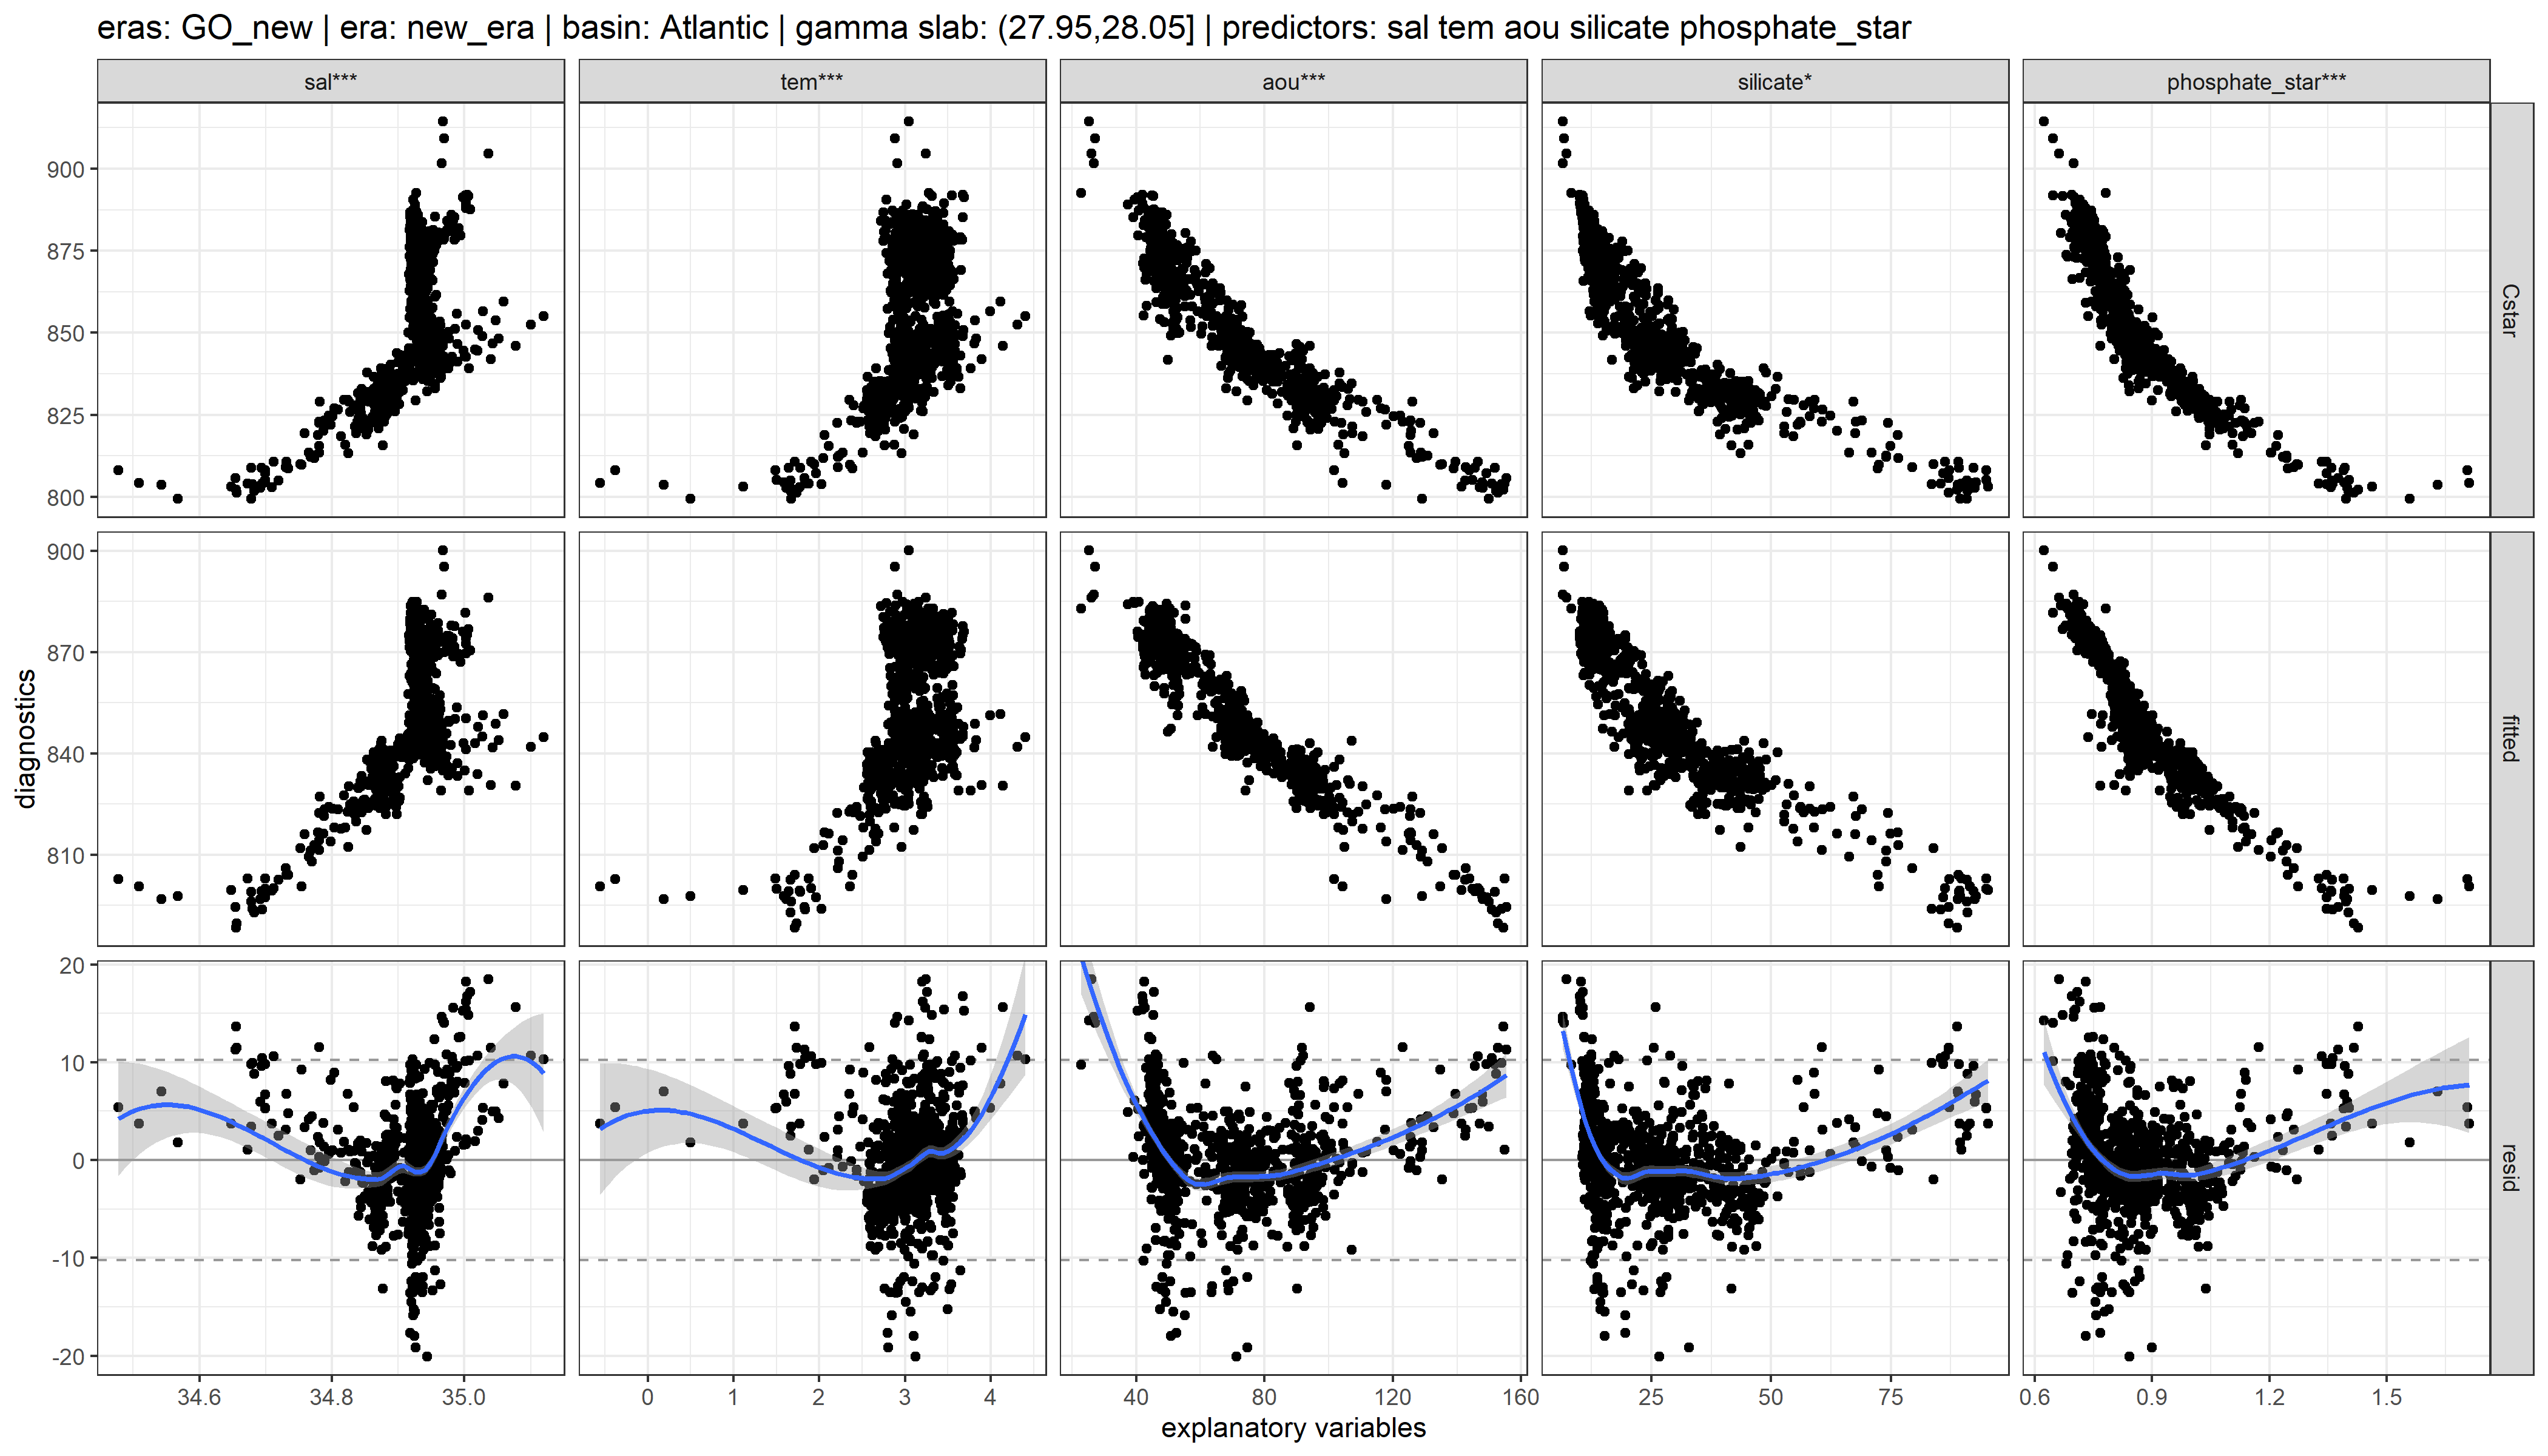 eras: GO_new | era: new_era | basin: Atlantic | gamma slab: (27.95,28.05] | predictors: sal tem aou silicate phosphate_star
sal*** tem*** aou*** silicate* phosphate_star***
900
875
850
825
800
Cstar
900
870
840
810
fitted
diagnostics
20
10
0
-10
-20
resid
34.6 34.8 35.0 0 1 2 3 4 40 80 120 160 25 50 75 0.6 0.9 1.2 1.5
explanatory variables